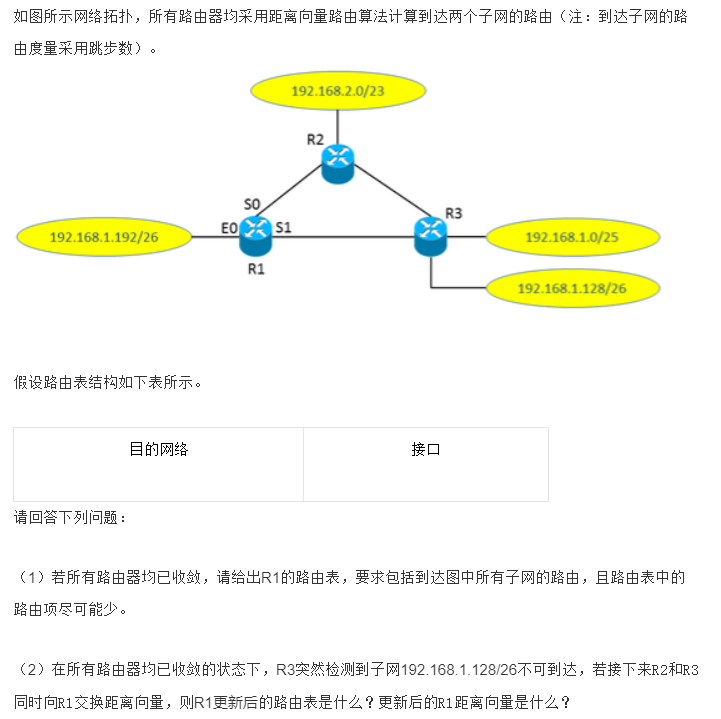 如图所示网络拓扑，所有路由器均采用距离向量路由算法计算到达两个子网的路由（注：到达子网的路
由度量采用跳步数）。
192.168.2.0/23
R2
R3
S0
E0
S1
192.168.1.192/26
192.168.1.0/25
R1
192.168.1.128/26
假设路由表结构如下表所示。
目的网络 接口
请回答下列问题：
（1）若所有路由器均已收敛，请给出R1的路由表，要求包括到达图中所有子网的路由，且路由表中的
路由项尽可能少。
（2）在所有路由器均已收敛的状态下，R3突然检测到子网192.168.1.128/26不可到达，若接下来R2和R3
同时向R1交换距离向量，则R1更新后的路由表是什么？更新后的R1距离向量是什么？